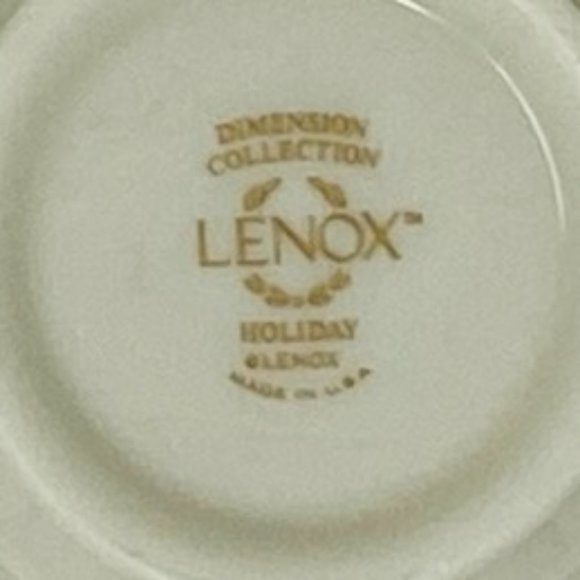 DIMENSION
COLLECTION
LENOX™
HOLIDAY
©LENOX
MADE IN U.S.A